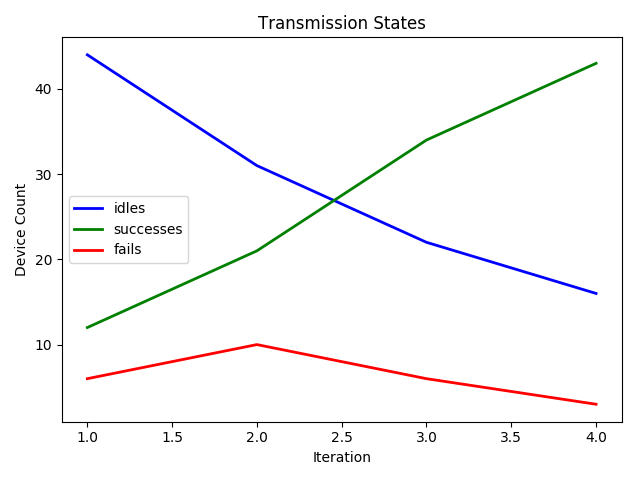 Transmission States
Device Count
40
30
20
10
idles
successes
fails
1.0 1.5 2.0 2.5 3.0 3.5 4.0
Iteration